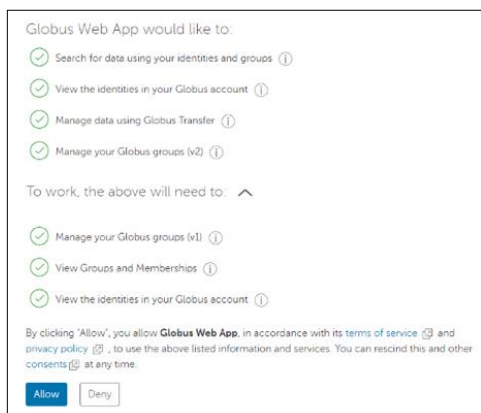 Globus Web App would like to:
Search for data using your identities and groups
View the identities in your Globus account
Manage data using Globus Transfer
Manage your Globus groups (v2)
To work, the above will need to:
Manage your Globus groups (v1)
View Groups and Memberships
View the identities in your Globus account
By clicking "Allow", you allow Globus Web App, in accordance with its terms of service and
privacy policy , to use the above listed information and services. You can rescind this and other
consents at any time.
Allow Deny